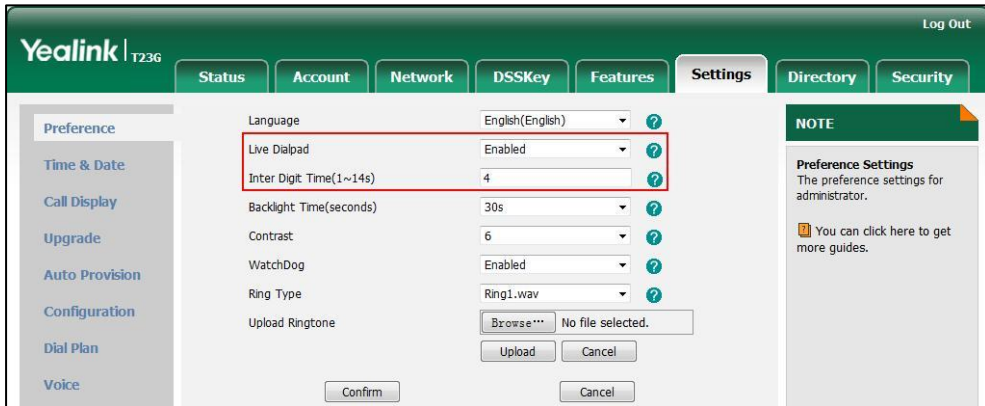 Log Out
Yealink T23G
Status Account Network DSSKey Features Settings Directory Security
Preference
Time & Date
Call Display
Upgrade
Auto Provision
Configuration
Dial Plan
Voice
Language English(English) ?
Live Dialpad Enabled ?
Inter Digit Time(1~14s) 4 ?
Backlight Time(seconds) 30s ?
Contrast 6 ?
WatchDog Enabled ?
Ring Type Ring1.wav ?
Upload Ringtone Browse... No file selected.
Upload Cancel
Confirm Cancel
NOTE
Preference Settings
The preference settings for
administrator.
? You can click here to get
more guides.